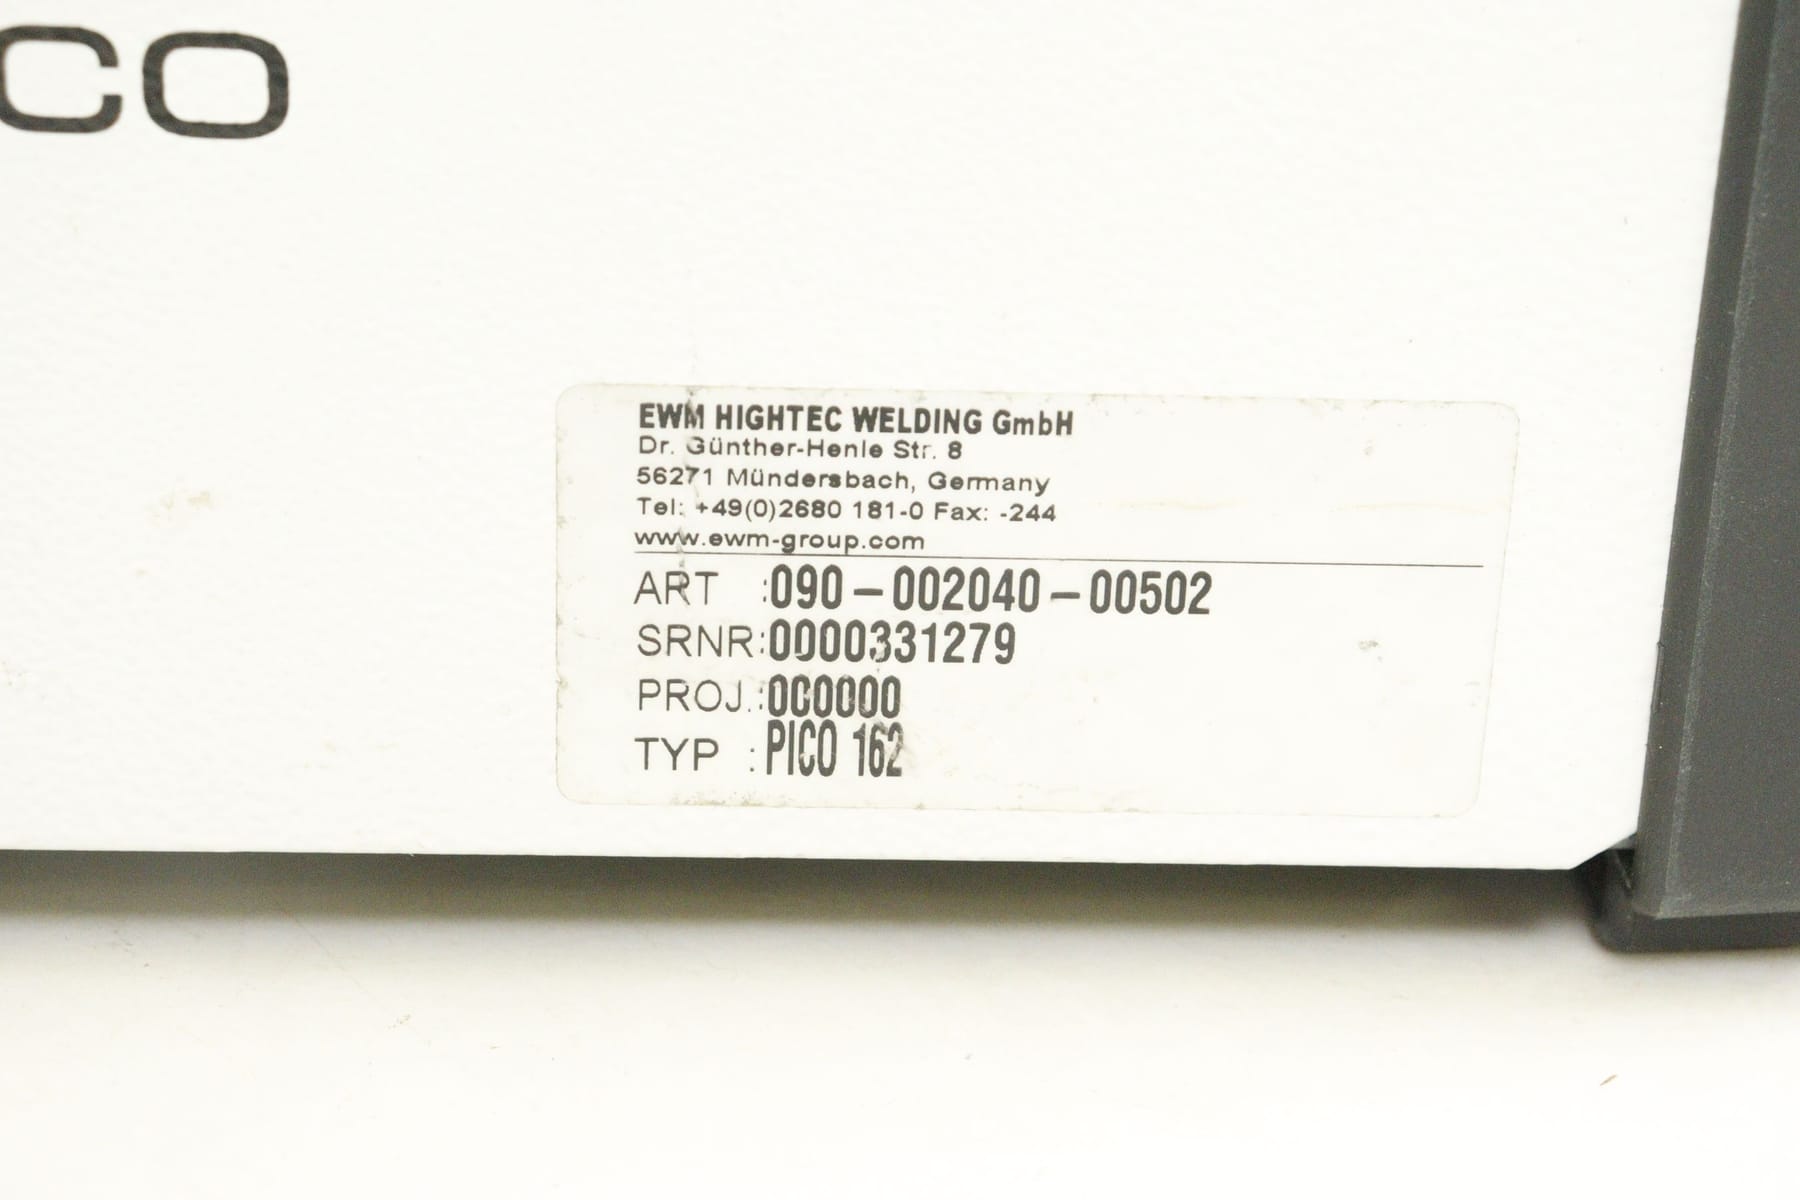 CO
EWM HIGHTEC WELDING GmbH
Dr. Günther-Henle Str. 8
56271 Mündersbach, Germany
Tel: +49(0)2680 181-0 Fax: -244
www.ewm-group.com
ART :090-002040-00502
SRNR:0000331279
PROJ.:000000
TYP : PICO 162